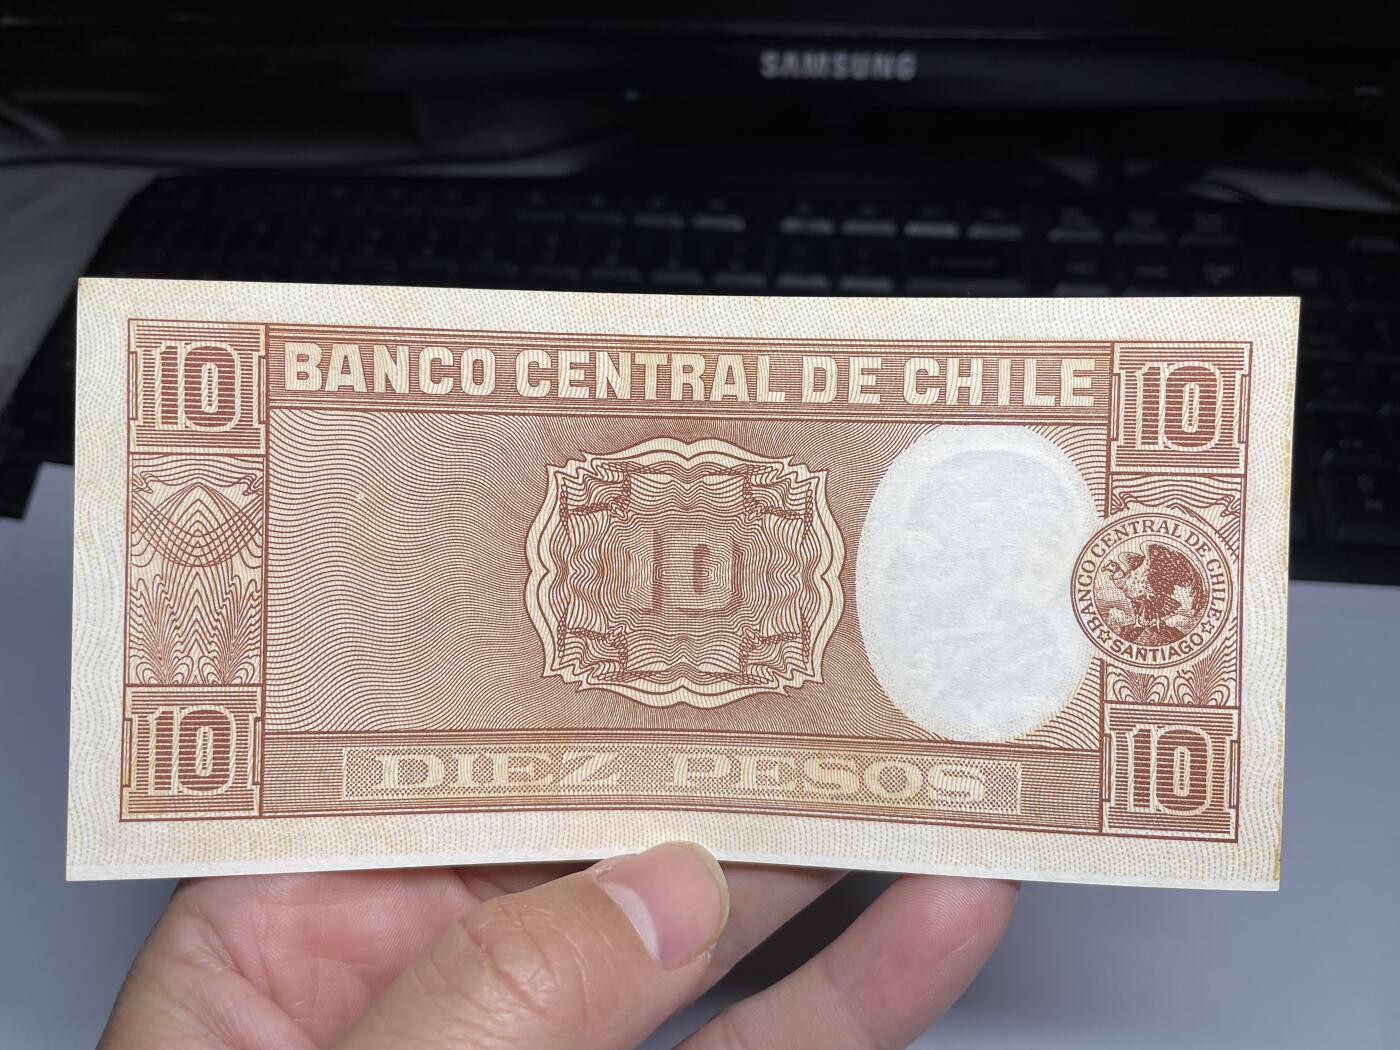 SAMSUNG
10 BANCO CENTRAL DE CHILE 10
10
BANCO CENTRAL DE CHILE
★ SANTIAGO ★
10 DIEZ PESOS 10